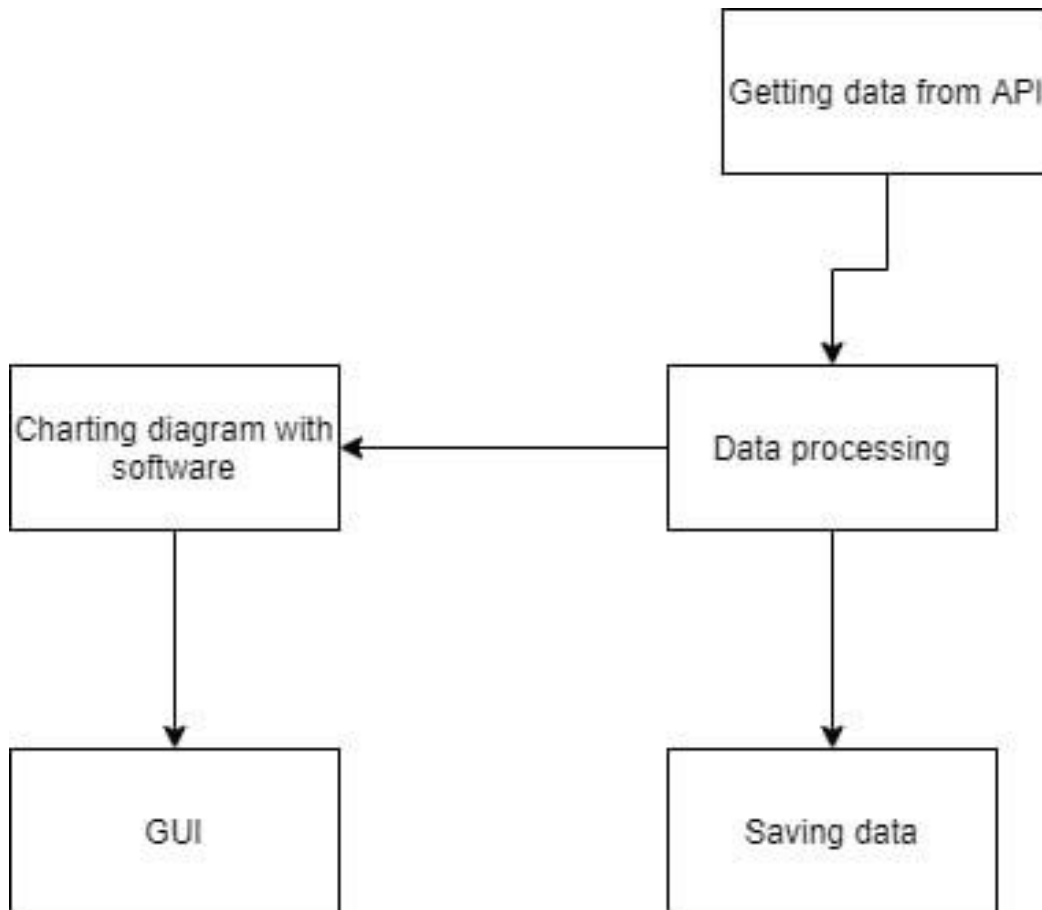 Getting data from API
Charting diagram with
software
Data processing
GUI
Saving data